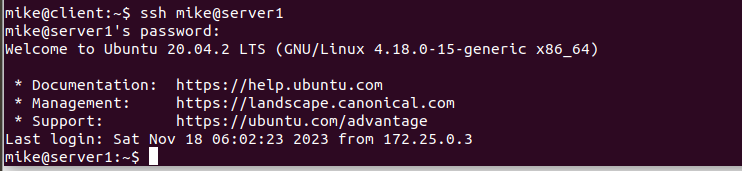 mike@client:~$ ssh mike@server1
mike@server1's password:
Welcome to Ubuntu 20.04.2 LTS (GNU/Linux 4.18.0-15-generic x86_64)

 * Documentation:  https://help.ubuntu.com
 * Management:     https://landscape.canonical.com
 * Support:        https://ubuntu.com/advantage
Last login: Sat Nov 18 06:02:23 2023 from 172.25.0.3
mike@server1:~$